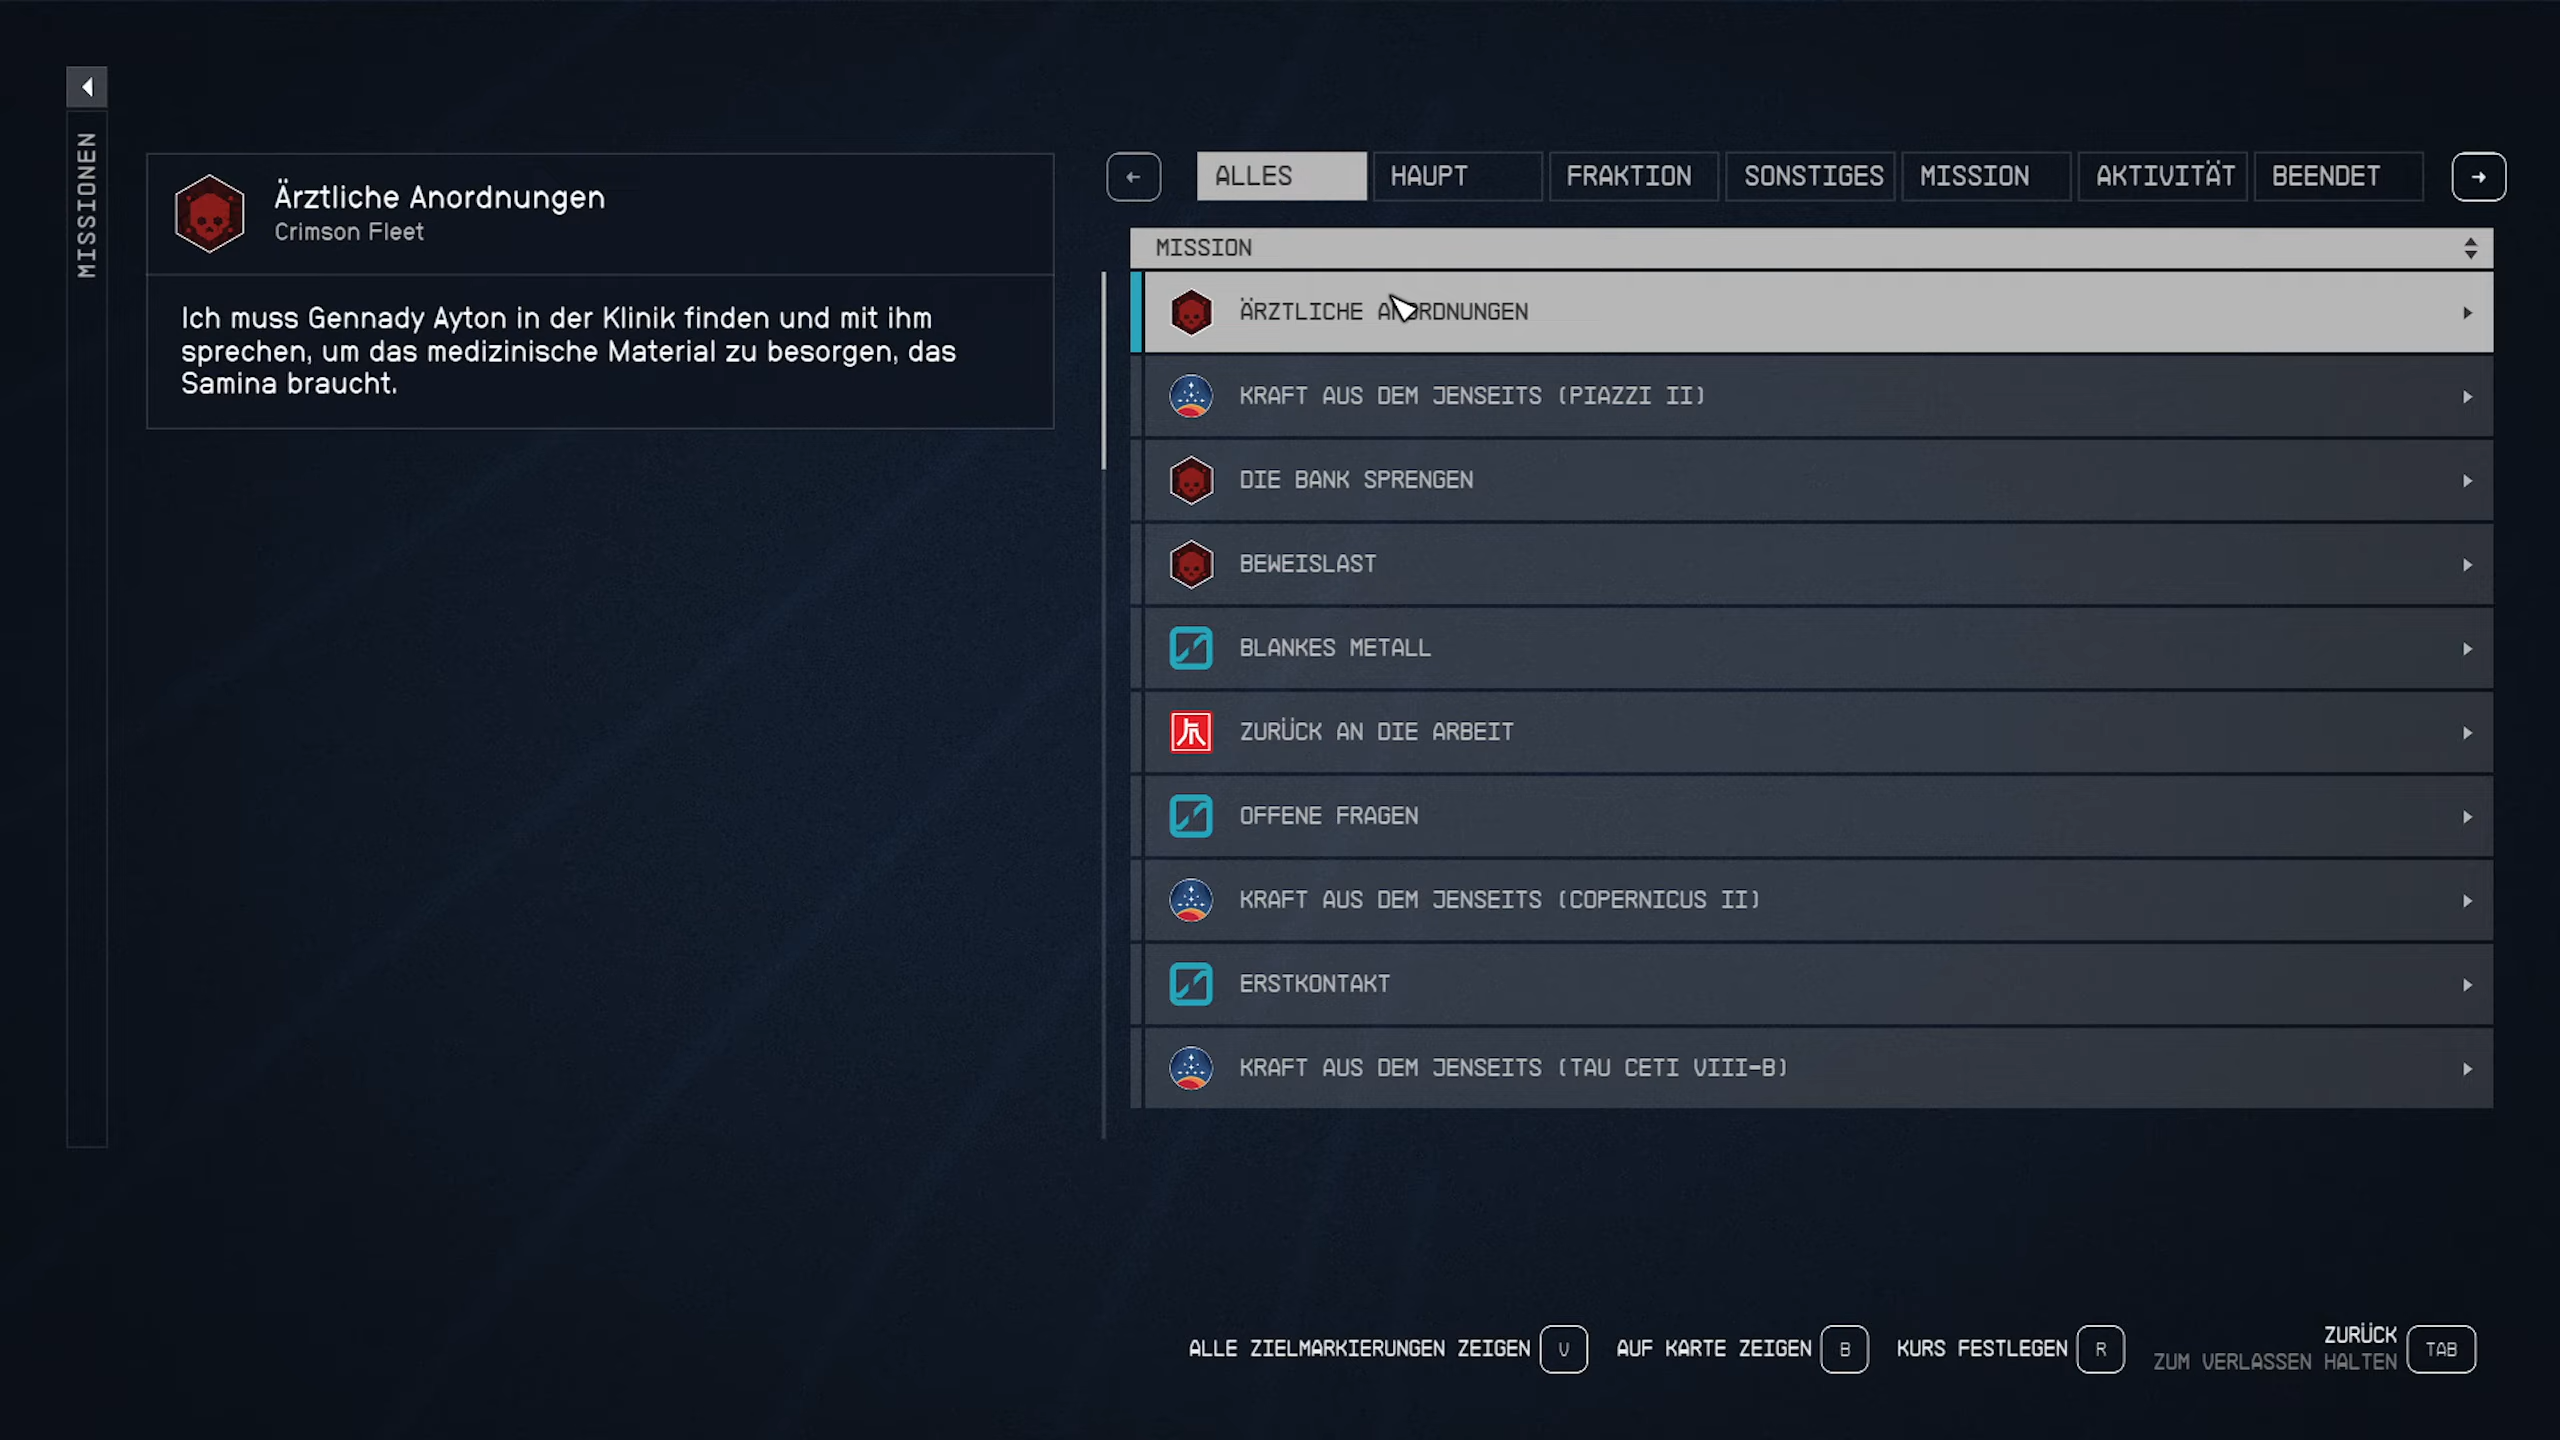 MISSIONEN
Ärztliche Anordnungen
Crimson Fleet
Ich muss Gennady Ayton in der Klinik finden und mit ihm
sprechen, um das medizinische Material zu besorgen, das
Samina braucht.
ALLES HAUPT FRAKTION SONSTIGES MISSION AKTIVITÄT BEENDET
MISSION
ÄRZTLICHE ANORDNUNGEN
KRAFT AUS DEM JENSEITS (PIAZZI II)
DIE BANK SPRENGEN
BEWEISLAST
BLANKES METALL
ZURÜCK AN DIE ARBEIT
OFFENE FRAGEN
KRAFT AUS DEM JENSEITS (COPERNICUS II)
ERSTKONTAKT
KRAFT AUS DEM JENSEITS (TAU CETI VIII-B)
ALLE ZIELMARKIERUNGEN ZEIGEN V AUF KARTE ZEIGEN B KURS FESTLEGEN R ZURÜCK TAB
ZUM VERLASSEN HALTEN